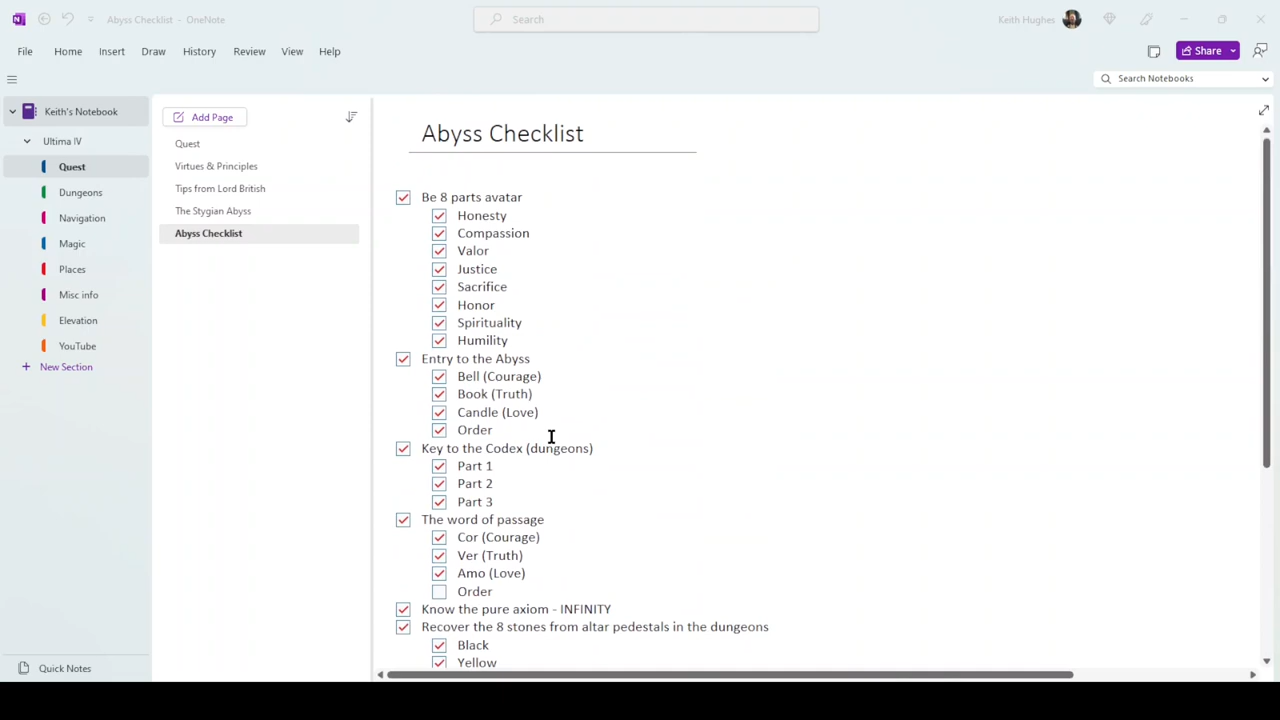 Abyss Checklist - OneNote
Search
Keith Hughes
File Home Insert Draw History Review View Help
Share
Search Notebooks
Keith's Notebook
Ultima IV
Quest
Dungeons
Navigation
Magic
Places
Misc info
Elevation
YouTube
New Section
Quick Notes
Add Page
Quest
Virtues & Principles
Tips from Lord British
The Stygian Abyss
Abyss Checklist
Abyss Checklist
Be 8 parts avatar
Honesty
Compassion
Valor
Justice
Sacrifice
Honor
Spirituality
Humility
Entry to the Abyss
Bell (Courage)
Book (Truth)
Candle (Love)
Order
Key to the Codex (dungeons)
Part 1
Part 2
Part 3
The word of passage
Cor (Courage)
Ver (Truth)
Amo (Love)
Order
Know the pure axiom - INFINITY
Recover the 8 stones from altar pedestals in the dungeons
Black
Yellow